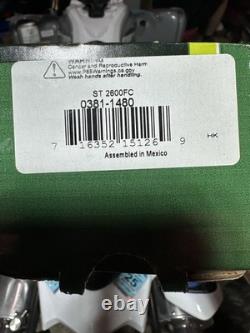 WARNING
Cancer and Reproductive Harm
www.P65Warnings.ca.gov
Wash hands after handling.
ST 2600FC
0381-1480
7 16352 15126 9
HK
Assembled in Mexico